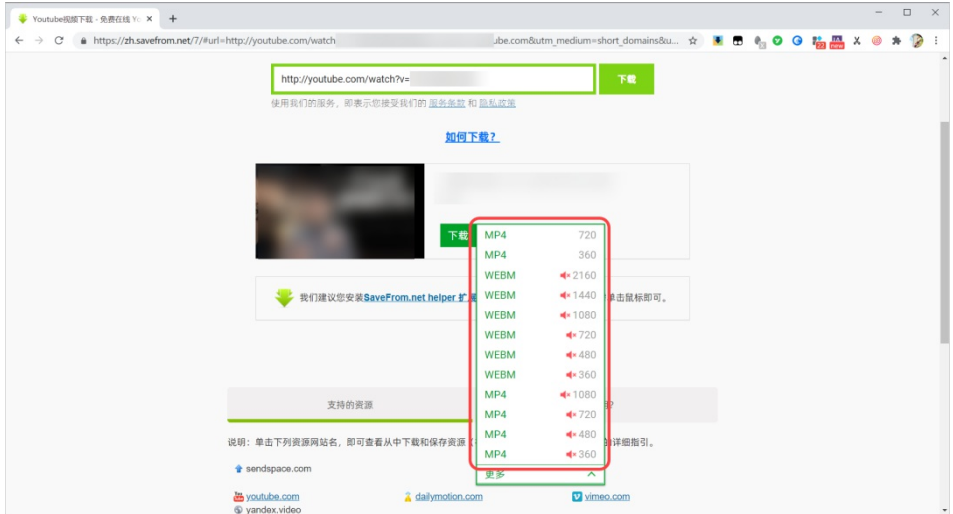 Youtube视频下载 - 免费在线 Yo
https://zh.savefrom.net/7/#url=http://youtube.com/watch
ube.com&utm_medium=short_domains&u...
22
new
http://youtube.com/watch?v=
下载
使用我们的服务，即表示您接受我们的 服务条款 和 隐私政策
如何下载？
下载
MP4 720
MP4 360
WEBM 2160
WEBM 1440
WEBM 1080
WEBM 720
WEBM 480
WEBM 360
MP4 1080
MP4 720
MP4 480
MP4 360
更多
我们建议您安装SaveFrom.net helper 扩
单击鼠标即可。
支持的资源
说明：单击下列资源网站名，即可查看从中下载和保存资源
的详细指引。
sendspace.com
youtube.com
dailymotion.com
vimeo.com
yandex.video